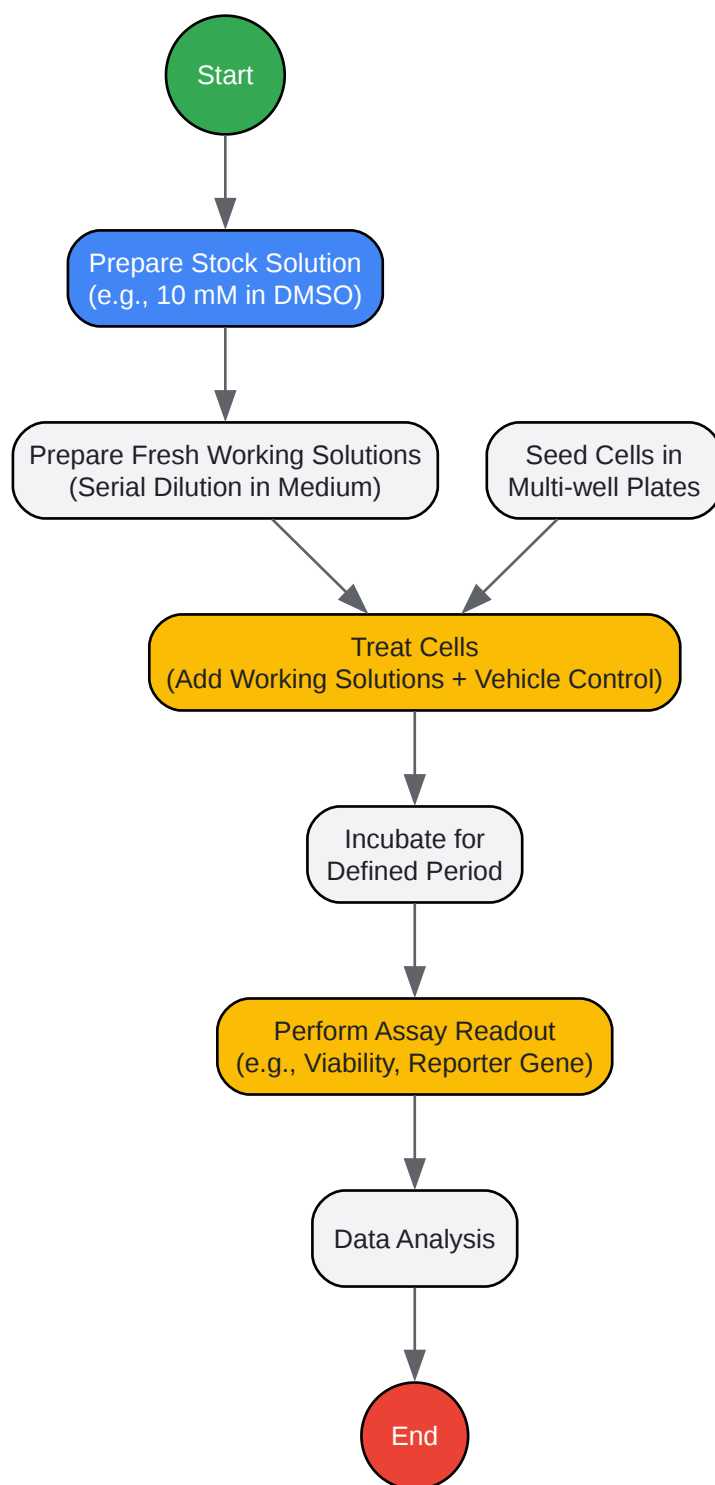 Start
Prepare Stock Solution
(e.g., 10 mM in DMSO)
Prepare Fresh Working Solutions
(Serial Dilution in Medium)
Seed Cells in
Multi-well Plates
Treat Cells
(Add Working Solutions + Vehicle Control)
Incubate for
Defined Period
Perform Assay Readout
(e.g., Viability, Reporter Gene)
Data Analysis
End